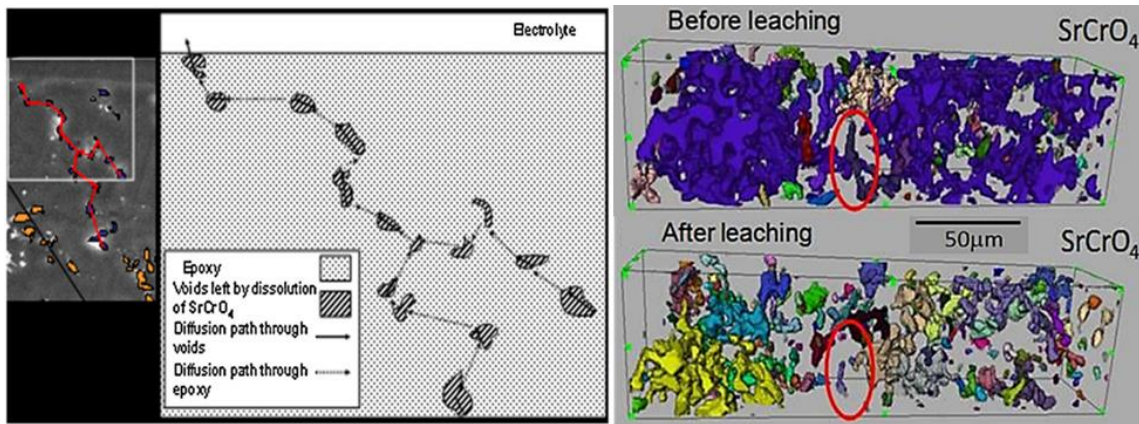 Electrolyte
Epoxy
Voids left by dissolution
of SrCrO4
Diffusion path through
voids
Diffusion path through
epoxy
Before leaching
SrCrO4
After leaching
50μm
SrCrO4